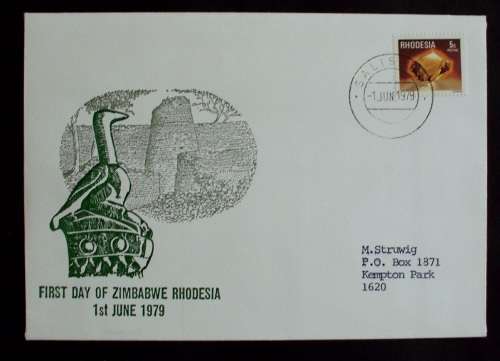 RHODESIA
5c
-1 JUN 1979
M.Struwig
P.O. Box 1871
Kempton Park
1620
FIRST DAY OF ZIMBABWE RHODESIA
1st JUNE 1979